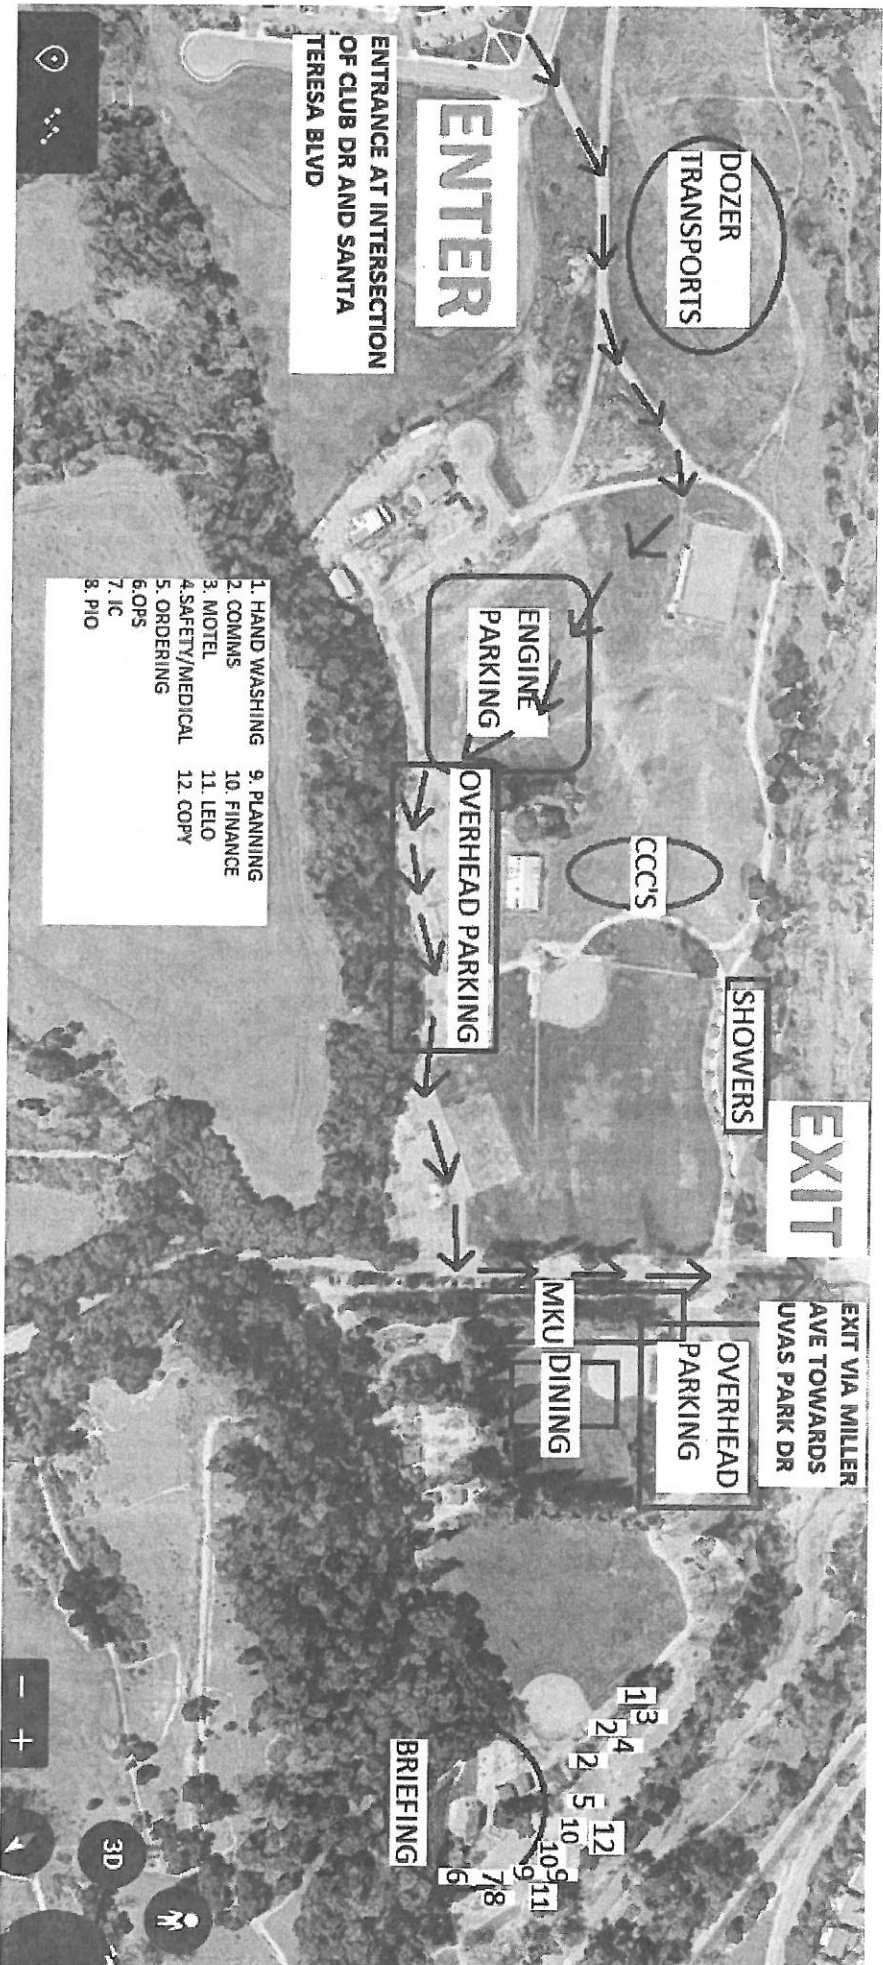 DOZER
TRANSPORTS
ENTER
ENTRANCE AT INTERSECTION
OF CLUB DR AND SANTA
TERESA BLVD
ENGINE
PARKING
OVERHEAD PARKING
CCC'S
SHOWERS
EXIT
EXIT VIA MILLER
AVE TOWARDS
UVAS PARK DR
OVERHEAD
PARKING
MKU
DINING
1. HAND WASHING
2. COMMS
3. MOTEL
4.SAFETY/MEDICAL
5. ORDERING
6.OPS
7. IC
8. PIO
9. PLANNING
10. FINANCE
11. LELO
12. COPY
1
3
2
4
2
5
12
10
10
9
9
11
7
8
6
BRIEFING
3D